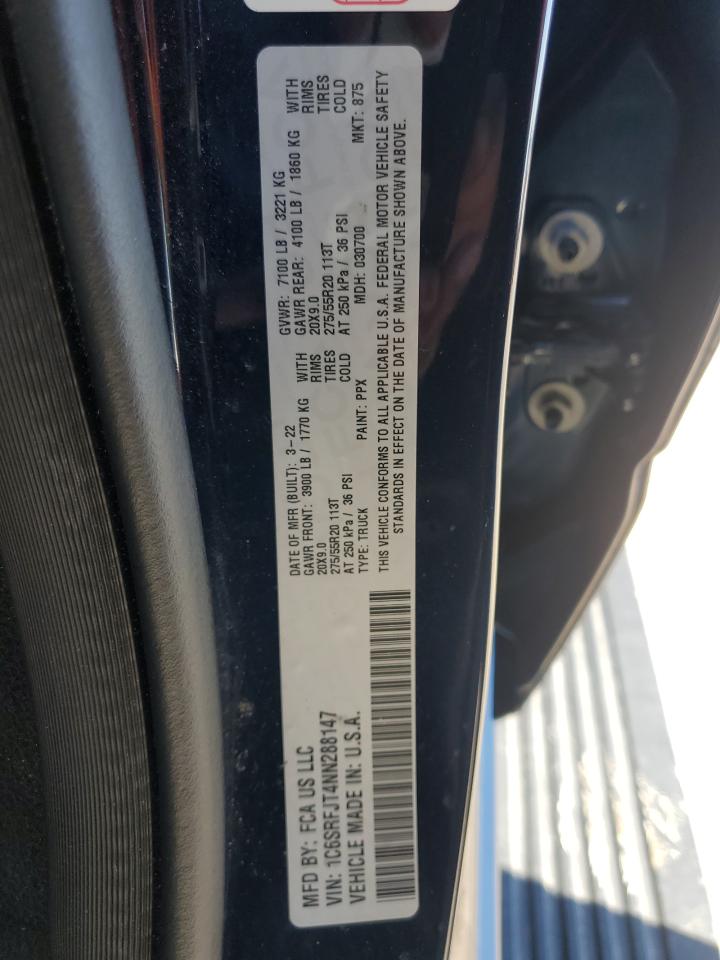 MFD BY: FCA US LLC
VIN: 1C6SRFJT4NN288147
VEHICLE MADE IN: U.S.A.
DATE OF MFR (BUILT): 3-22 GVWR: 7100 LB / 3221 KG
GAWR FRONT: 3900 LB / 1770 KG WITH GAWR REAR: 4100 LB / 1860 KG WITH
20X9.0 RIMS 20X9.0 RIMS
275/55R20 113T TIRES 275/55R20 113T TIRES
AT 250 kPa / 36 PSI COLD AT 250 kPa / 36 PSI COLD
TYPE: TRUCK PAINT: PPX MDH: 030700 MKT: 875
THIS VEHICLE CONFORMS TO ALL APPLICABLE U.S.A. FEDERAL MOTOR VEHICLE SAFETY
STANDARDS IN EFFECT ON THE DATE OF MANUFACTURE SHOWN ABOVE.